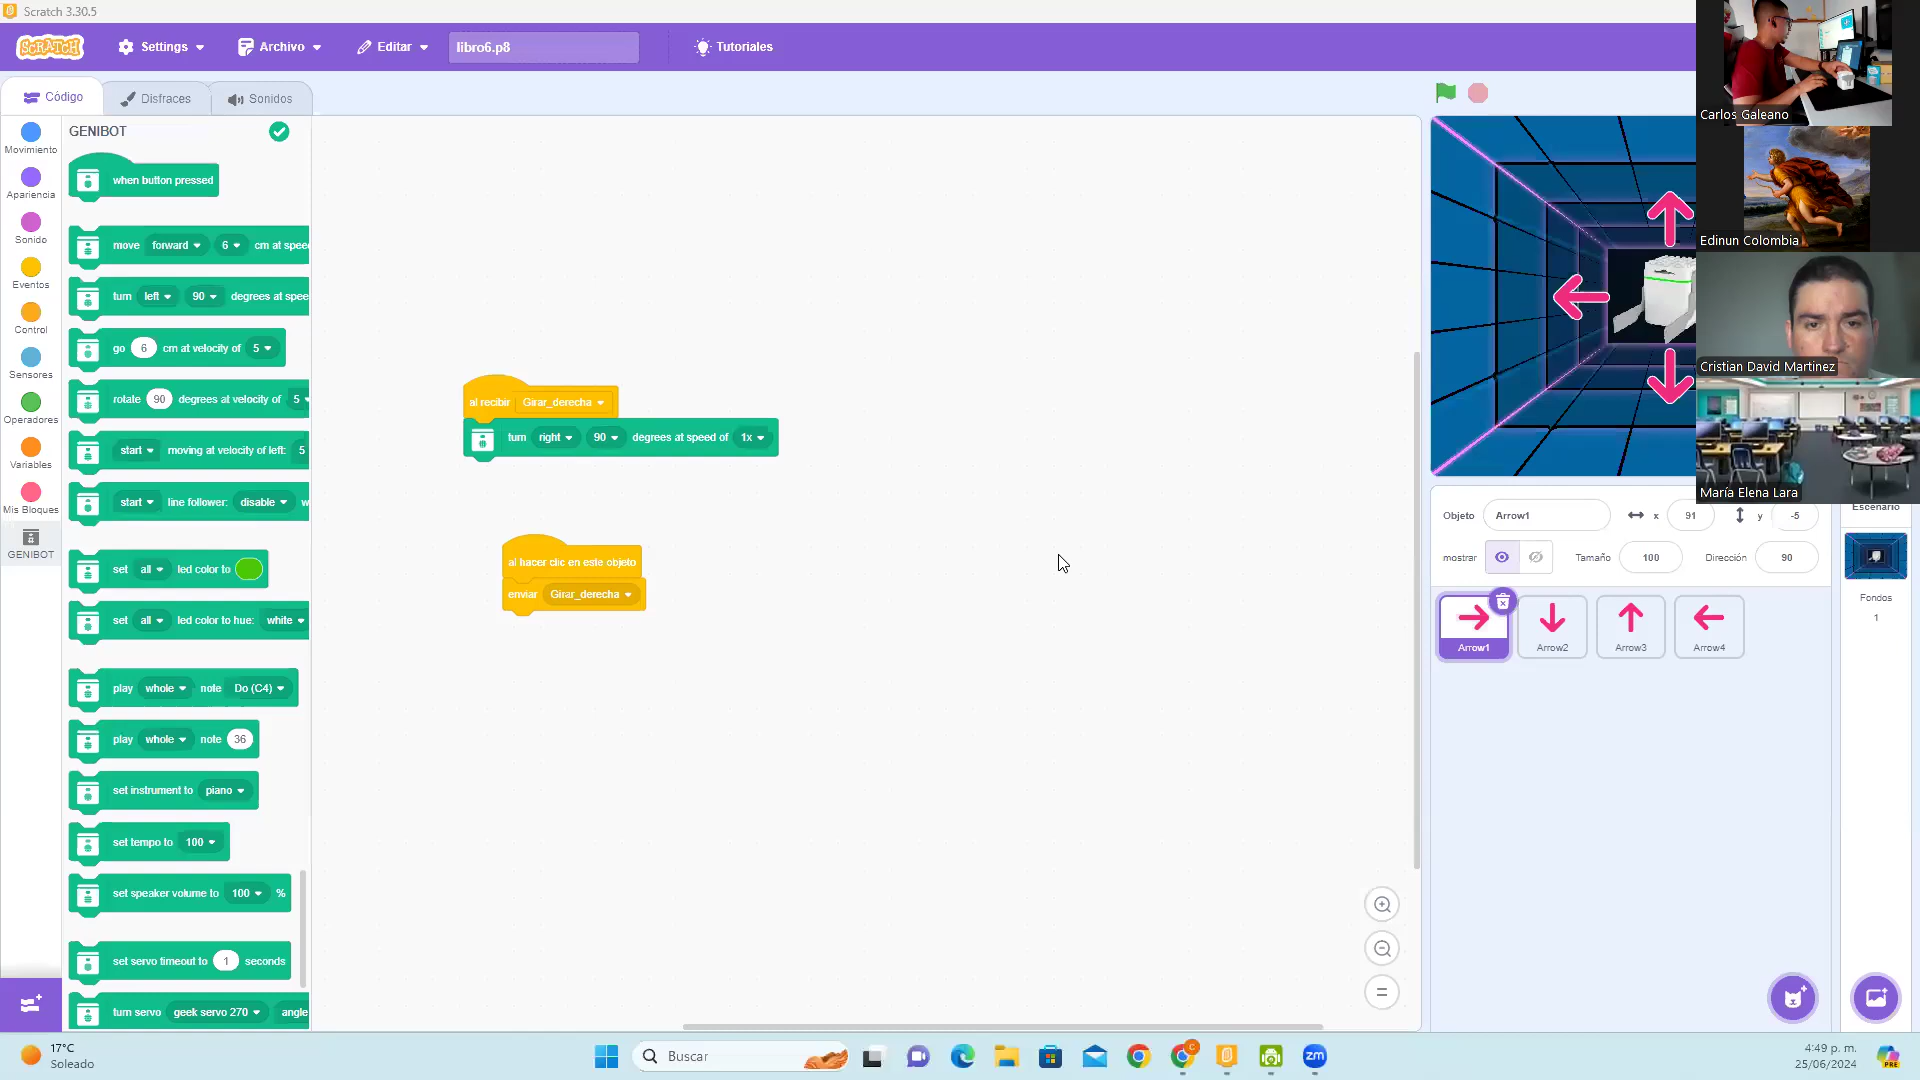 Scratch 3.30.5
SCRATCH
Settings
Archivo
Editar
libro6.p8
Tutoriales
Código
Disfraces
Sonidos
Movimiento
Apariencia
Sonido
Eventos
Control
Sensores
Operadores
Variables
Mis Bloques
GENIBOT
GENIBOT
when button pressed
move forward 6 cm at spee
turn left 90 degrees at spee
go 6 cm at velocity of 5
rotate 90 degrees at velocity of 5
start moving at velocity of left: 5
start line follower: disable w
set all led color to
set all led color to hue: white
play whole note Do (C4)
play whole note 36
set instrument to piano
set tempo to 100
set speaker volume to 100 %
set servo timeout to 1 seconds
turn servo geek servo 270 angle
al recibir Girar_derecha
turn right 90 degrees at speed of 1x
al hacer clic en este objeto
enviar Girar_derecha
Carlos Galeano
Edinun Colombia
Cristian David Martinez
María Elena Lara
Objeto Arrow1 x 91 y -5
mostrar Tamaño 100 Dirección 90
Arrow1
Arrow2
Arrow3
Arrow4
Escenario
Fondos
1
17°C
Soleado
Buscar
C
zm
4:49 p. m.
25/06/2024
PRE